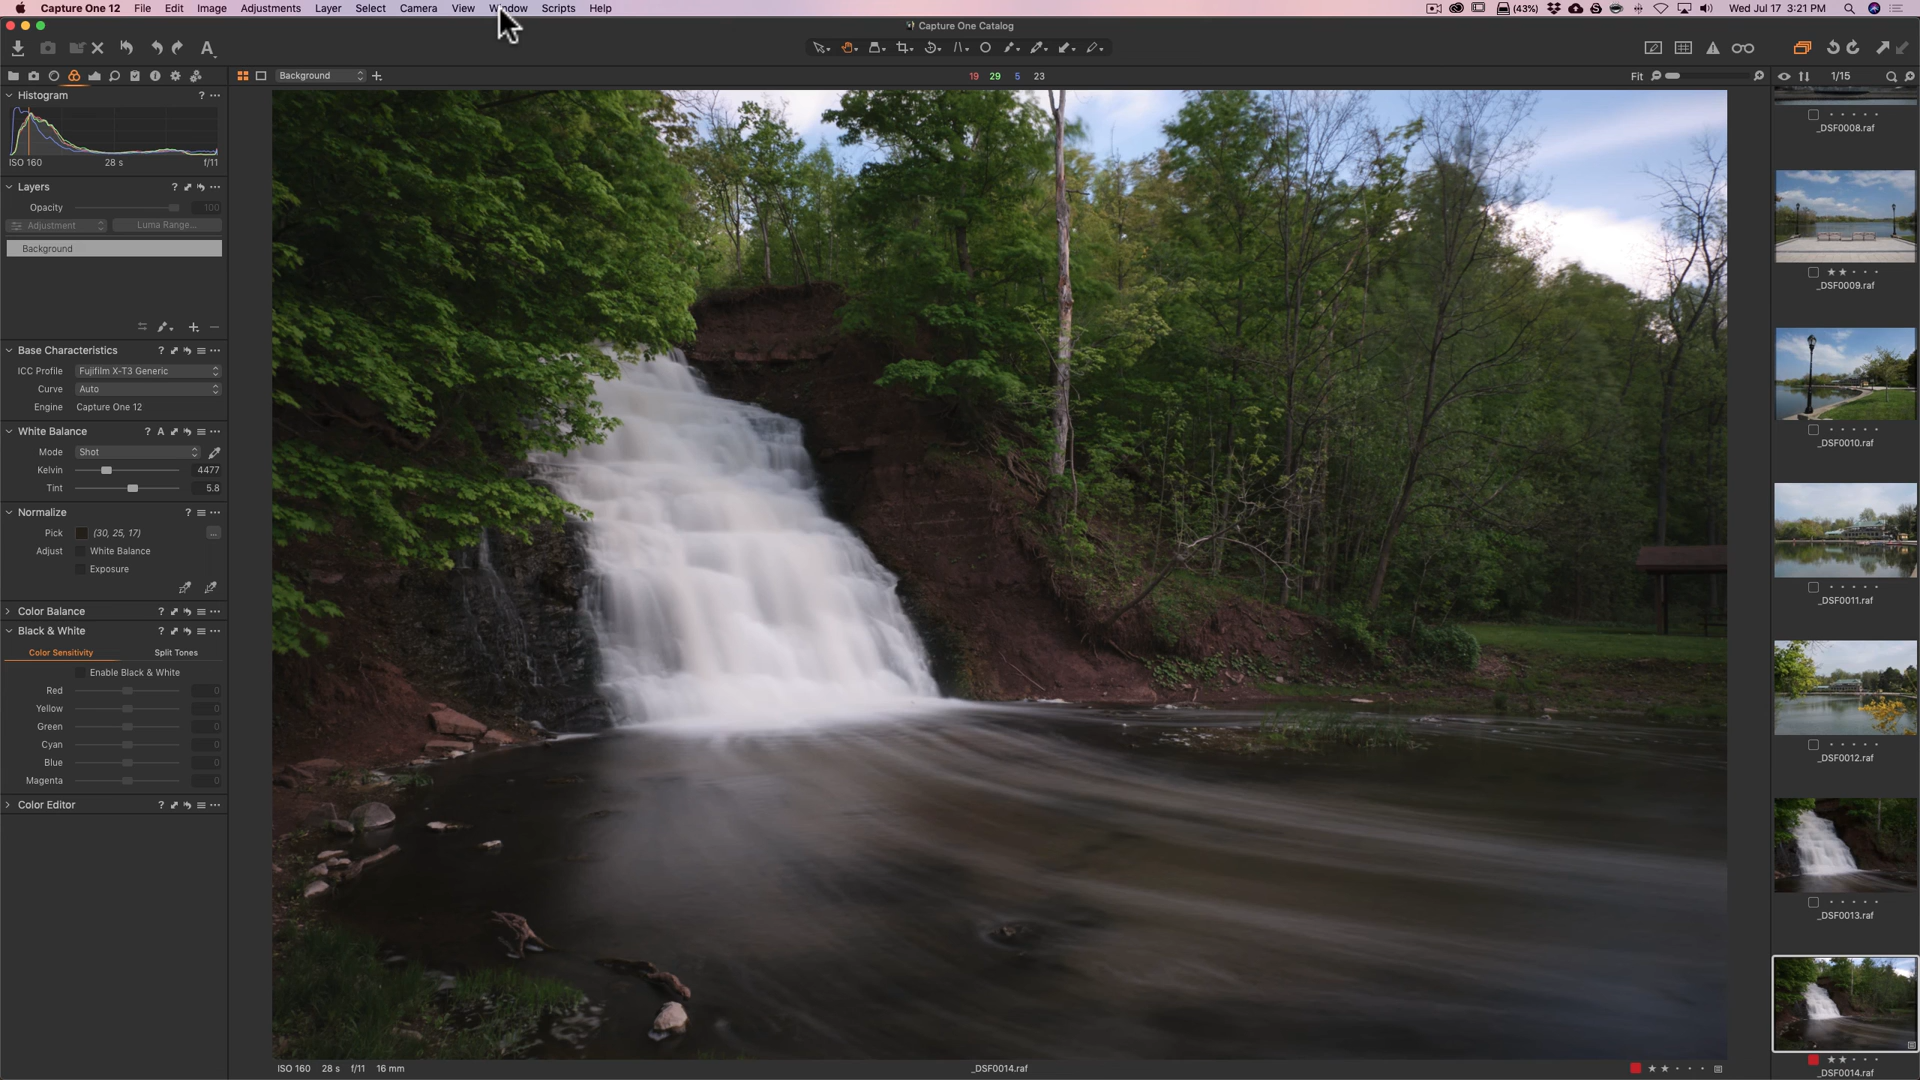 Capture One 12 File Edit Image Adjustments Layer Select Camera View Window Scripts Help (43%) Wed Jul 17 3:21 PM
Capture One Catalog
A
Background 19 29 5 23 Fit 1/15
Histogram ? ...
ISO 160 28 s f/11
Layers ? ...
Opacity 100
Adjustment Luma Range...
Background
Base Characteristics ? ...
ICC Profile Fujifilm X-T3 Generic
Curve Auto
Engine Capture One 12
White Balance ? A ...
Mode Shot
Kelvin 4477
Tint 5.8
Normalize ? ...
Pick (30, 25, 17) ...
Adjust White Balance
Exposure
Color Balance ? ...
Black & White ? ...
Color Sensitivity Split Tones
Enable Black & White
Red 0
Yellow 0
Green 0
Cyan 0
Blue 0
Magenta 0
Color Editor ? ...
_DSF0008.raf
_DSF0009.raf
_DSF0010.raf
_DSF0011.raf
_DSF0012.raf
_DSF0013.raf
_DSF0014.raf
ISO 160 28 s f/11 16 mm _DSF0014.raf